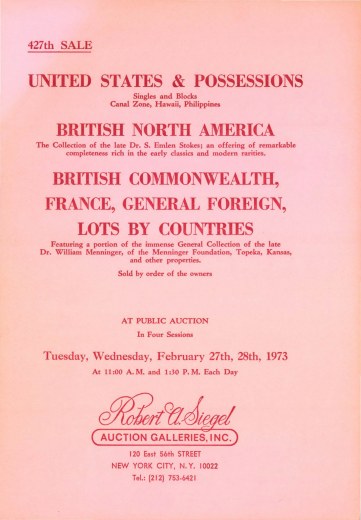 427th SALE
UNITED STATES & POSSESSIONS
Singles and Blocks
Canal Zone, Hawaii, Philippines
BRITISH NORTH AMERICA
The Collection of the late Dr. S. Emlen Stokes; an offering of remarkable
completeness rich in the early classics and modern rarities.
BRITISH COMMONWEALTH,
FRANCE, GENERAL FOREIGN,
LOTS BY COUNTRIES
Featuring a portion of the immense General Collection of the late
Dr. William Menninger, of the Menninger Foundation, Topeka, Kansas,
and other properties.
Sold by order of the owners
AT PUBLIC AUCTION
In Four Sessions
Tuesday, Wednesday, February 27th, 28th, 1973
At 11:00 A.M. and 1:30 P.M. Each Day
Robert A. Siegel
AUCTION GALLERIES, INC.
120 East 56th STREET
NEW YORK CITY, N.Y. 10022
Tel.: (212) 753-6421